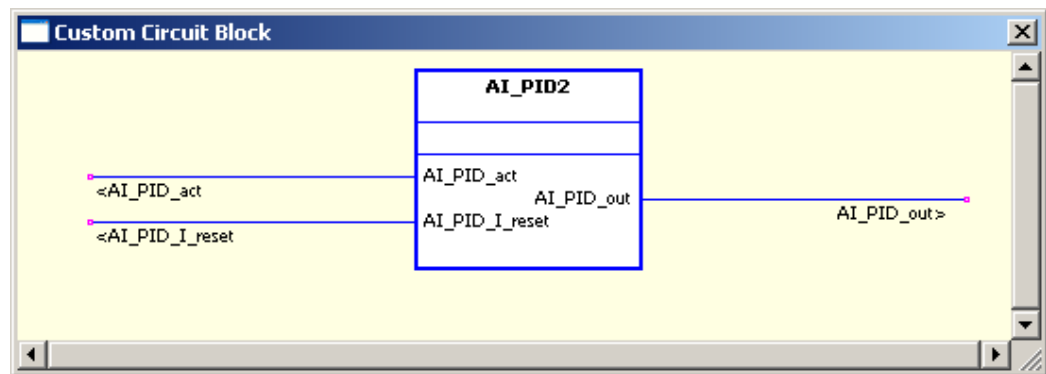 Custom Circuit Block
AI_PID2
AI_PID_act
<AI_PID_act
AI_PID_out
AI_PID_out>
AI_PID_I_reset
<AI_PID_I_reset